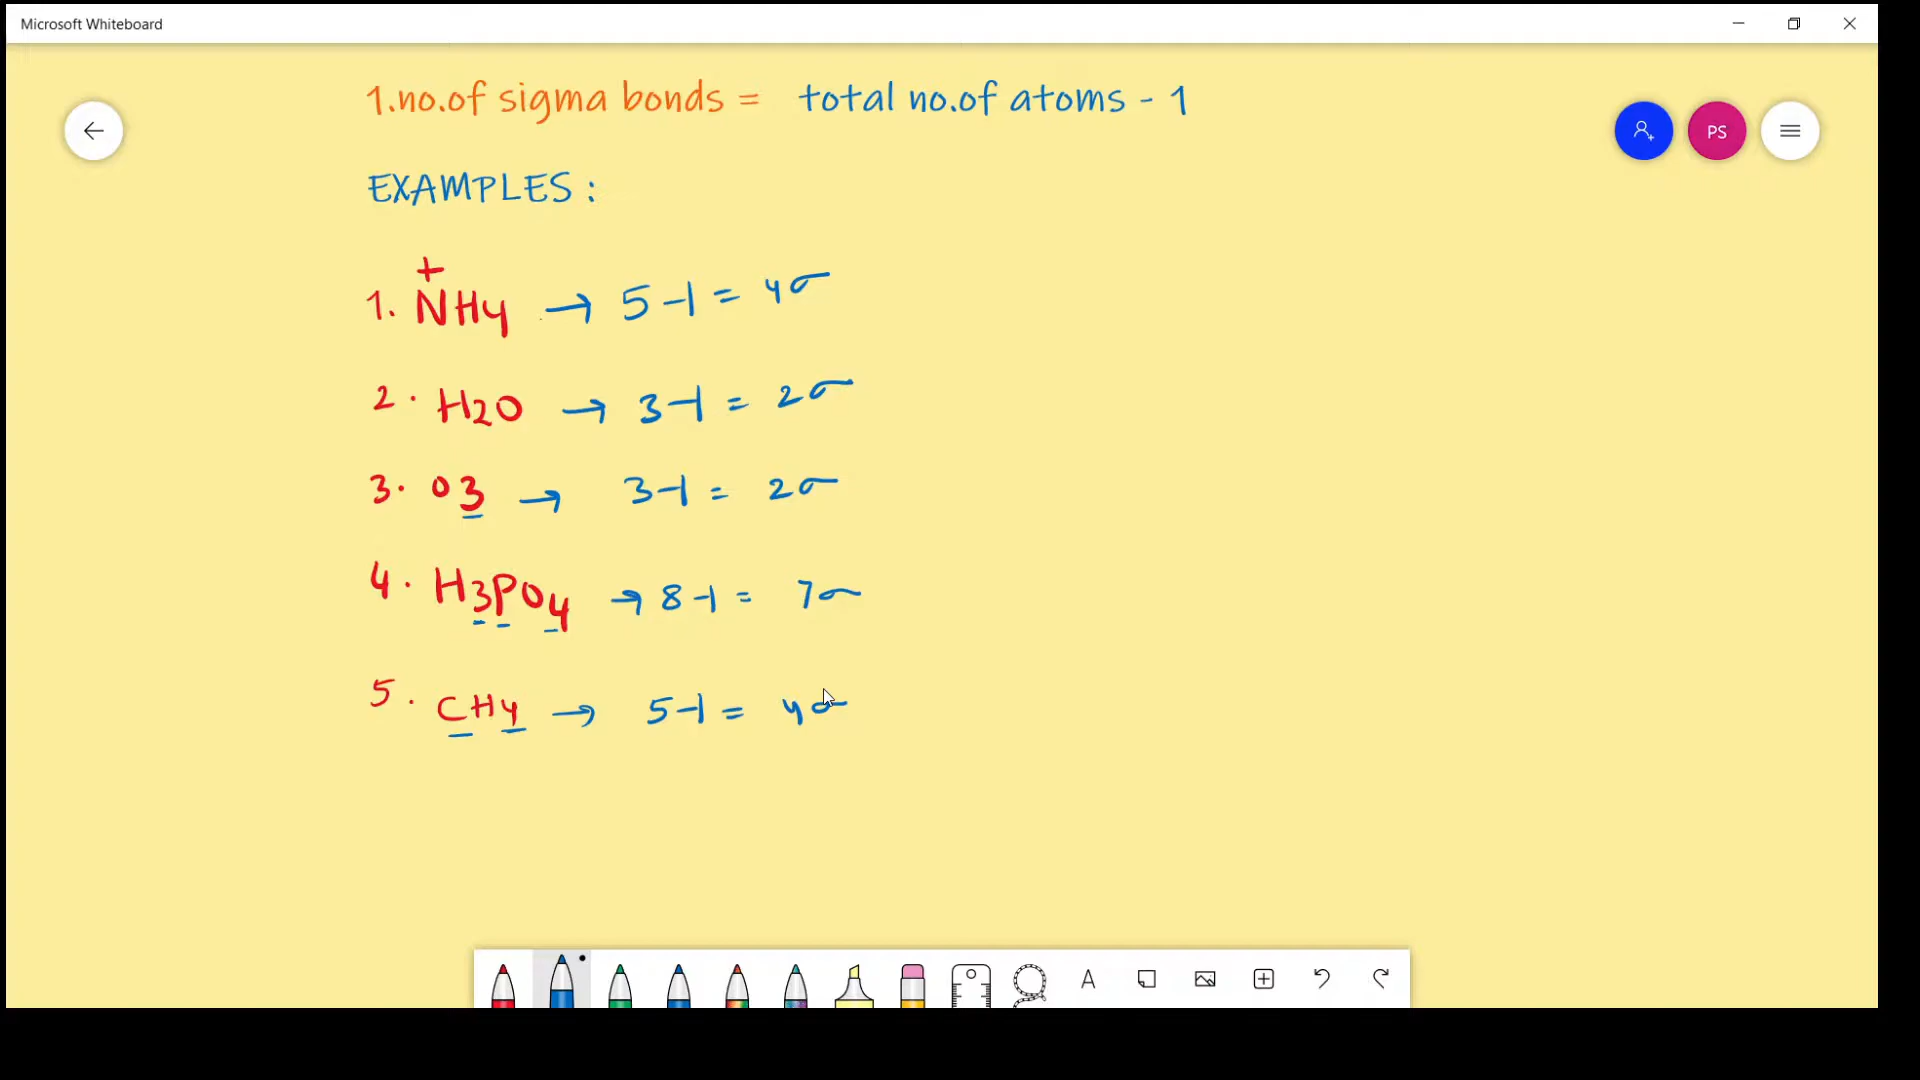 Microsoft Whiteboard
1.no.of sigma bonds = total no.of atoms - 1
PS
EXAMPLES :
+
1. NH4 → 5-1 = 4σ
2. H2O → 3-1 = 2σ
3. O3 → 3-1 = 2σ
4. H3PO4 → 8-1 = 7σ
5. CH4 → 5-1 = 4σ
A